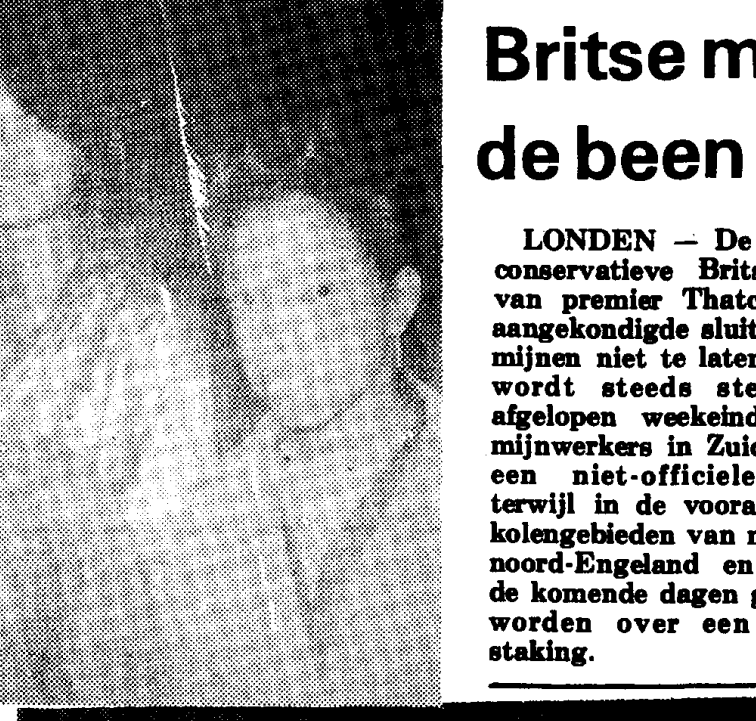 Britse m
de been
LONDEN — De
conservatieve Brits
van premier Thatc
aangekondigde sluit
mijnen niet te later
wordt steeds ste
afgelopen weekeind
mijnwerkers in Zuid
een niet-officiele
terwijl in de voora
kolengebieden van n
noord-Engeland en
de komende dagen g
worden over een
staking.